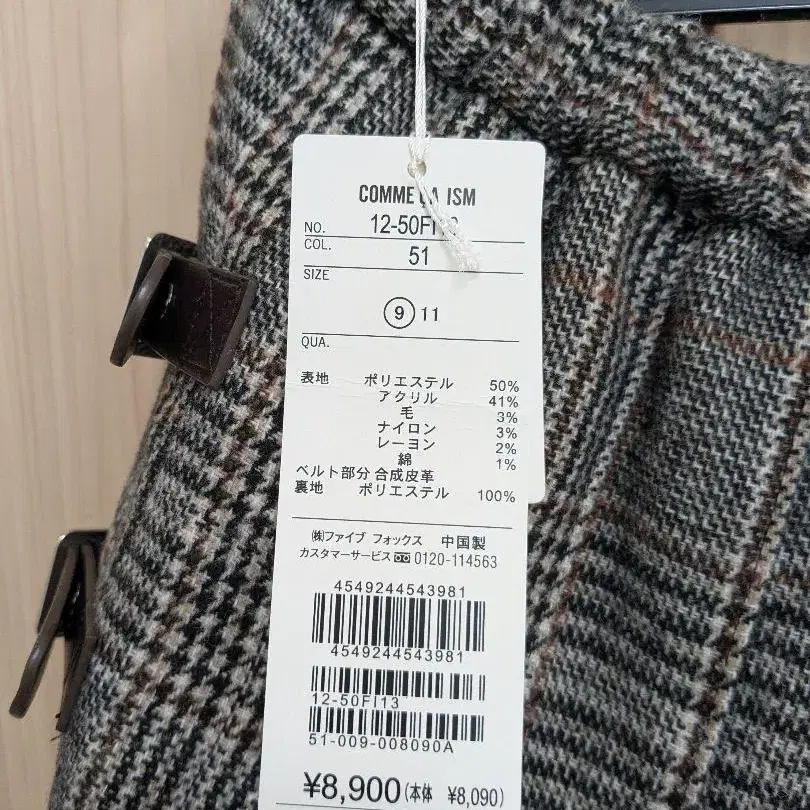 COMME ÇA ISM
NO. 12-50FI13
COL. 51
SIZE
9 11
QUA.
表地 ポリエステル 50%
アクリル 41%
毛 3%
ナイロン 3%
レーヨン 2%
綿 1%
ベルト部分 合成皮革
裏地 ポリエステル 100%
㈱ファイブ フォックス 中国製
カスタマーサービス 0120-114563
4549244543981
4549244543981
12-50FI13
51-009-008090A
¥8,900(本体 ¥8,090)